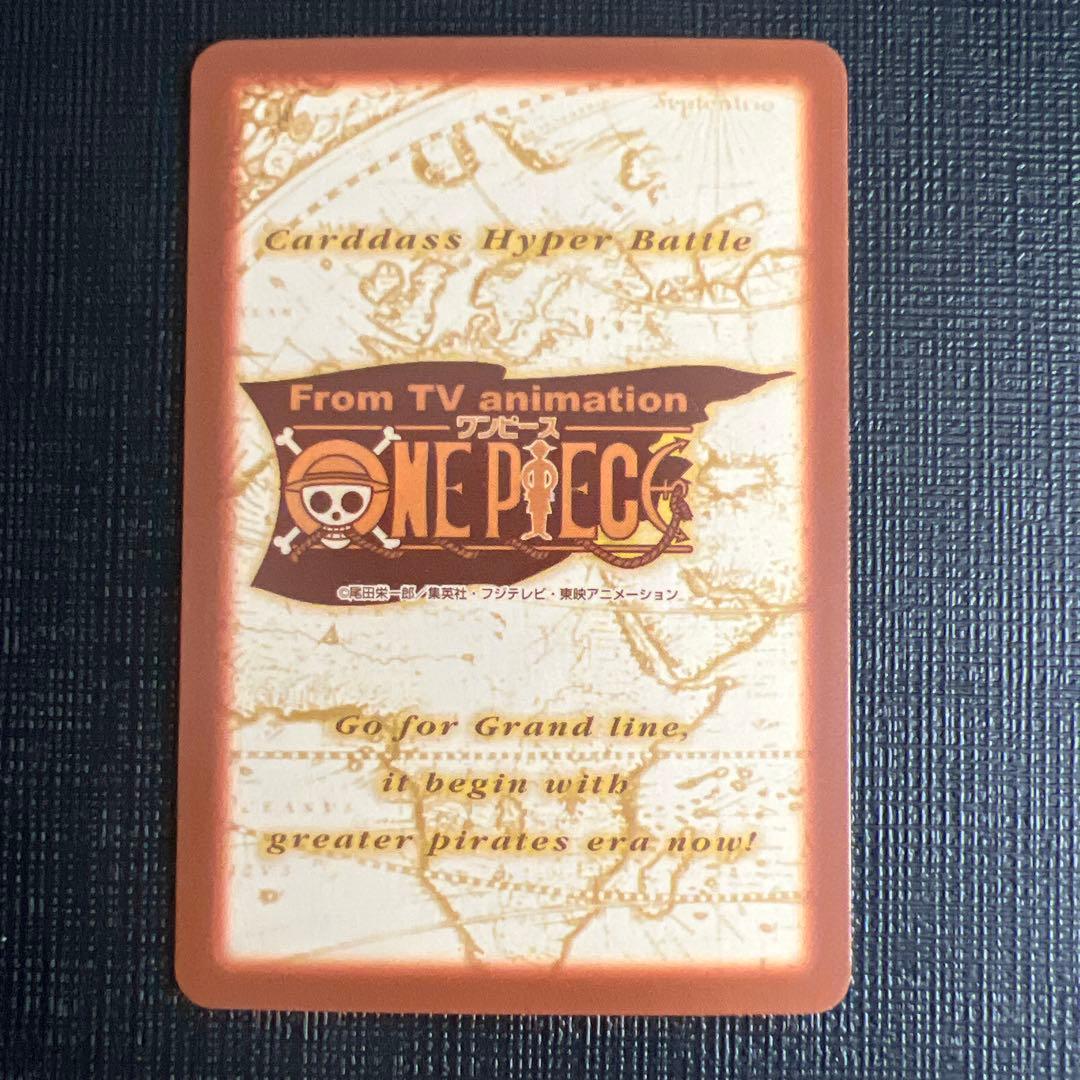 Septentrio
Carddass Hyper Battle
From TV animation
ワンピース
ONE PIECE
©尾田栄一郎／集英社・フジテレビ・東映アニメーション
Go for Grand line,
it begin with
greater pirates era now!